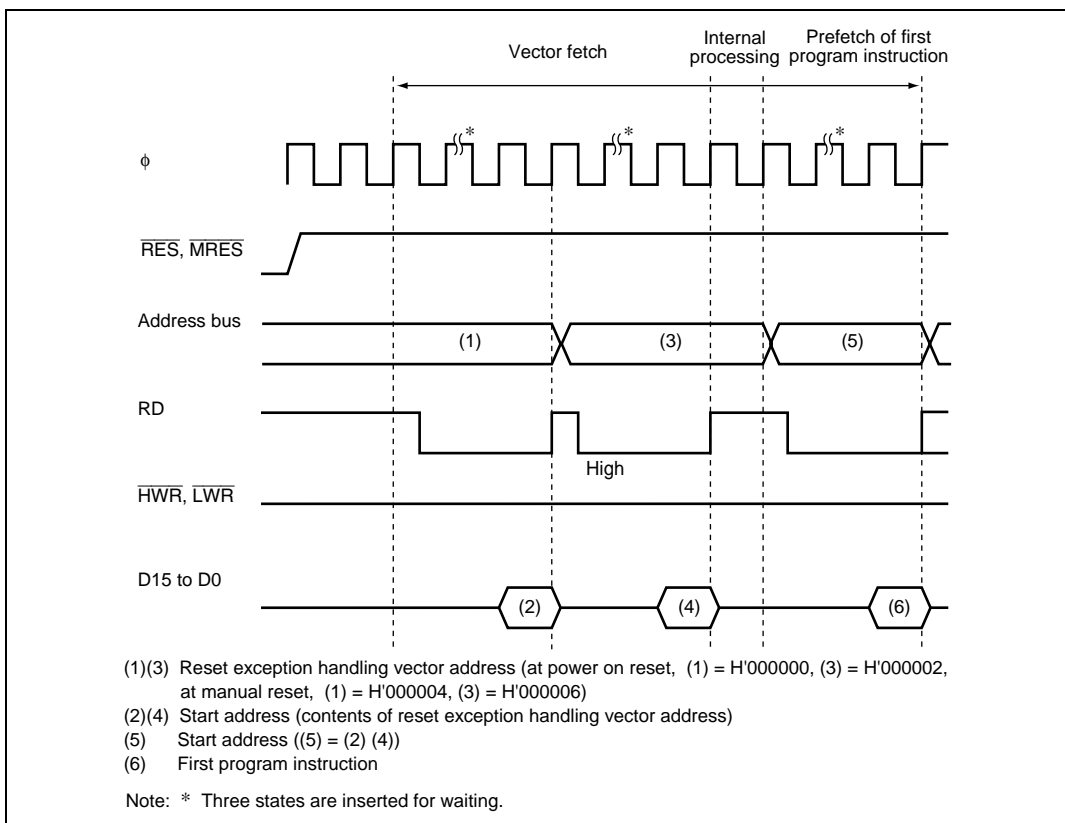 Vector fetch
Internal
processing
Prefetch of first
program instruction
*
*
*
φ
RES, MRES
Address bus
(1)
(3)
(5)
RD
High
HWR, LWR
D15 to D0
(2)
(4)
(6)
(1)(3) Reset exception handling vector address (at power on reset, (1) = H'000000, (3) = H'000002,
at manual reset, (1) = H'000004, (3) = H'000006)
(2)(4) Start address (contents of reset exception handling vector address)
(5) Start address ((5) = (2) (4))
(6) First program instruction
Note: * Three states are inserted for waiting.